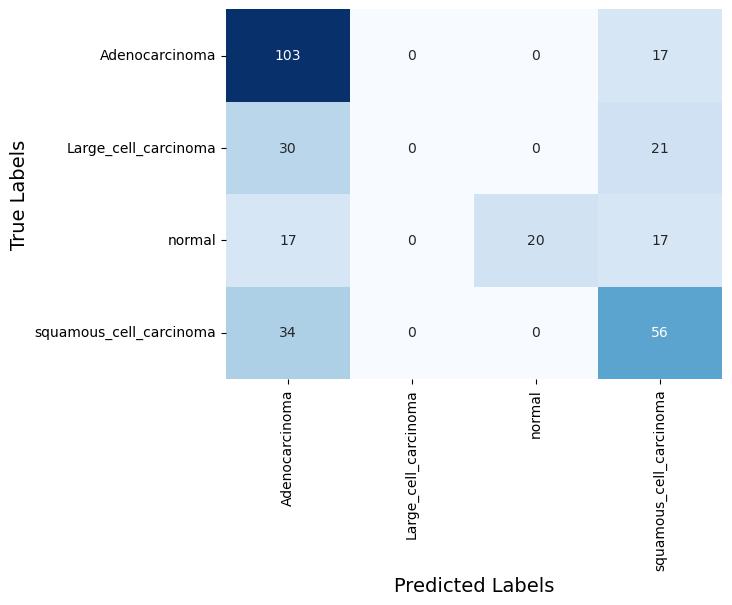 Adenocarcinoma 103 0 0 17
Large_cell_carcinoma 30 0 0 21
normal 17 0 20 17
squamous_cell_carcinoma 34 0 0 56
True Labels
Adenocarcinoma
Large_cell_carcinoma
normal
squamous_cell_carcinoma
Predicted Labels